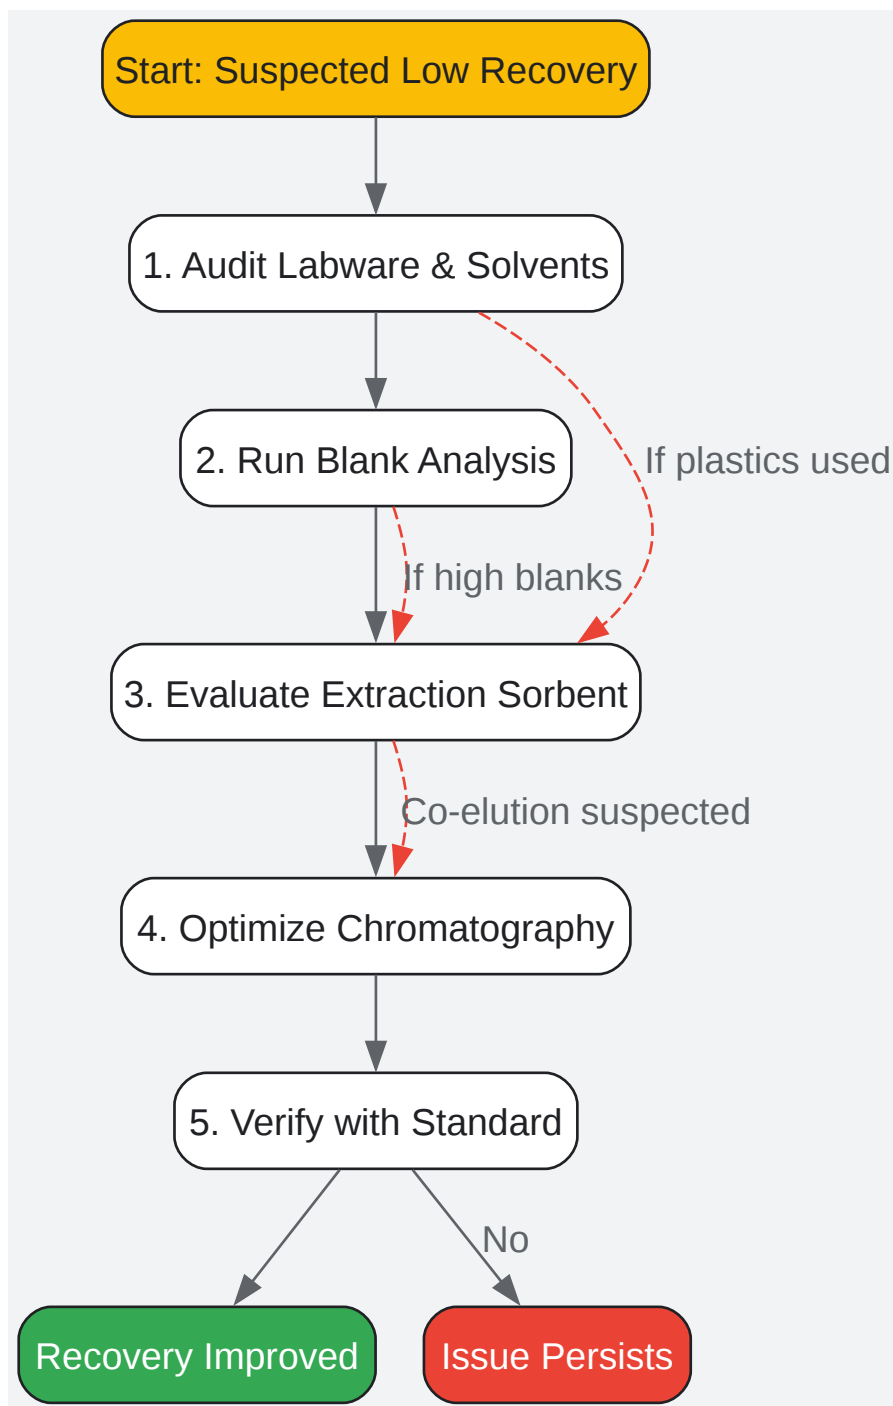 Start: Suspected Low Recovery
1. Audit Labware & Solvents
2. Run Blank Analysis
If plastics used
If high blanks
3. Evaluate Extraction Sorbent
Co-elution suspected
4. Optimize Chromatography
5. Verify with Standard
No
Recovery Improved
Issue Persists